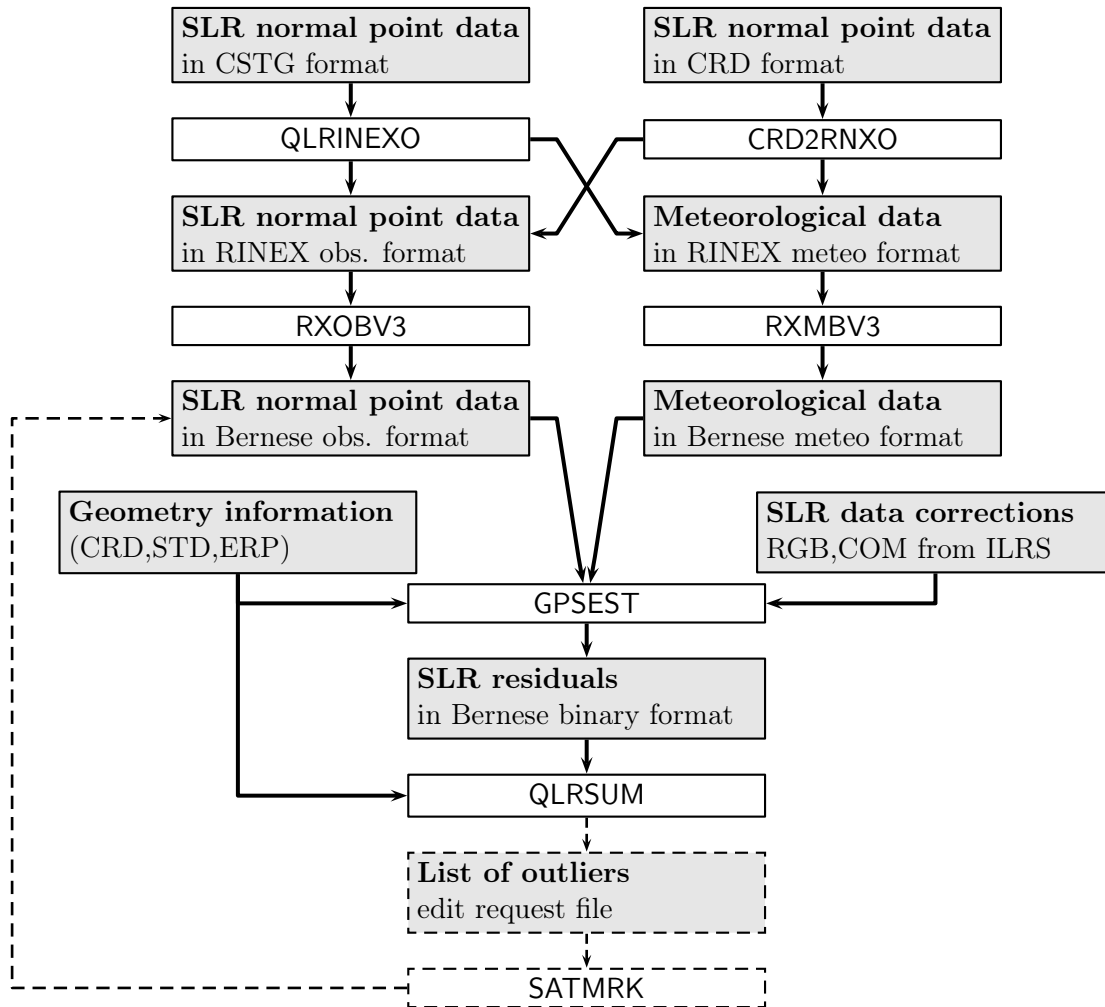 SLR normal point data
in CSTG format
SLR normal point data
in CRD format
QLRINEXO
CRD2RNXO
SLR normal point data
in RINEX obs. format
Meteorological data
in RINEX meteo format
RXOBV3
RXMBV3
SLR normal point data
in Bernese obs. format
Meteorological data
in Bernese meteo format
Geometry information
(CRD,STD,ERP)
SLR data corrections
RGB,COM from ILRS
GPSEST
SLR residuals
in Bernese binary format
QLRSUM
List of outliers
edit request file
SATMRK